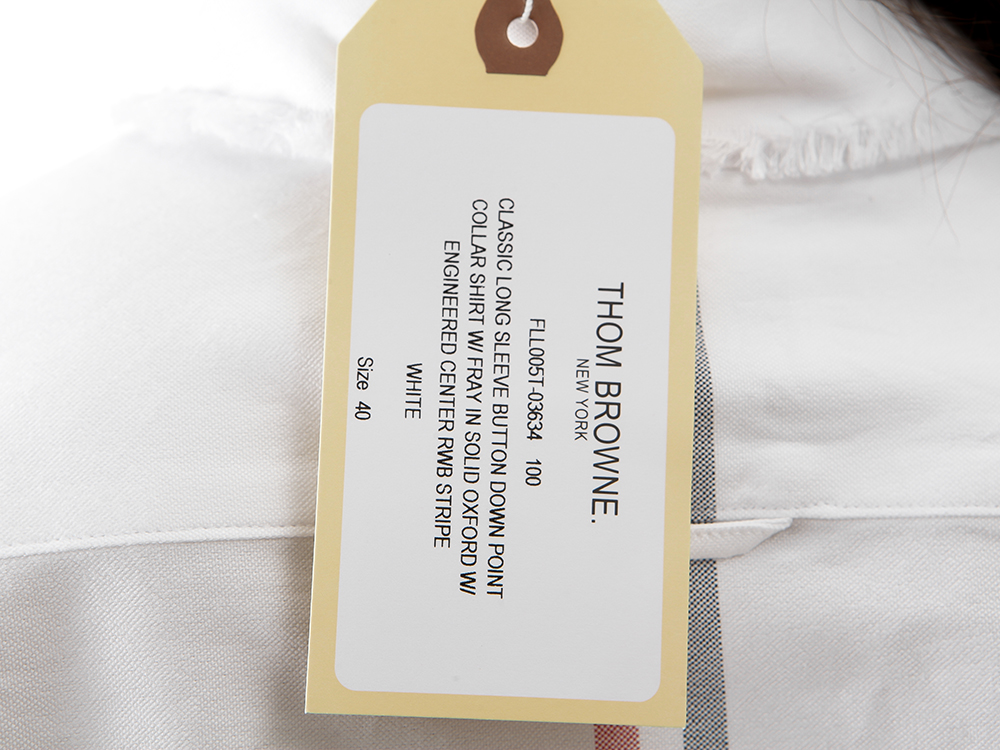 THOM BROWNE.
NEW YORK
FLL005T-03634 100
CLASSIC LONG SLEEVE BUTTON DOWN POINT
COLLAR SHIRT W/ FRAY IN SOLID OXFORD W/
ENGINEERED CENTER RWB STRIPE
WHITE
Size 40